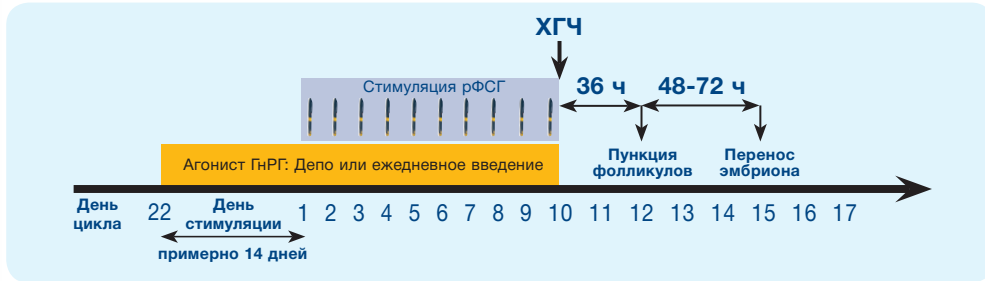 ХГЧ
Стимуляция рФСГ
36 ч
48-72 ч
Агонист ГнРГ: Депо или ежедневное введение
Пункция
фолликулов
Перенос
эмбриона
День
цикла
22
День
стимуляции
1 2 3 4 5 6 7 8 9 10 11 12 13 14 15 16 17
примерно 14 дней